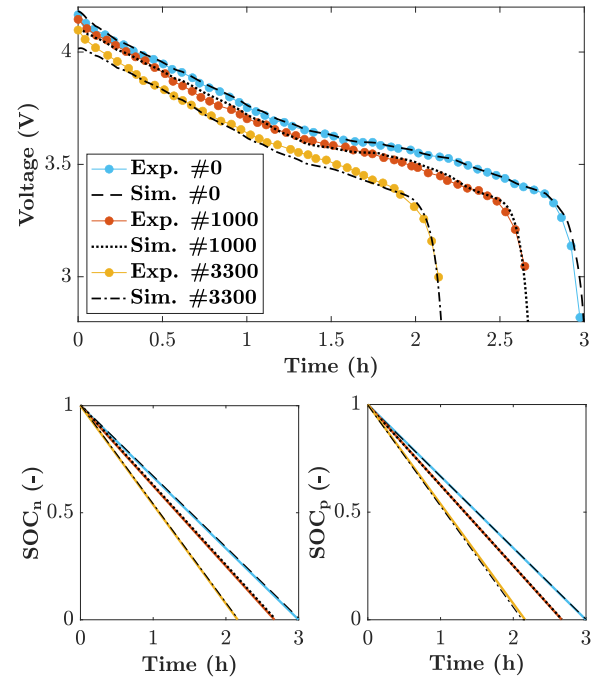 4
3.5
3
Voltage (V)
Exp. #0
Sim. #0
Exp. #1000
Sim. #1000
Exp. #3300
Sim. #3300
0 0.5 1 1.5 2 2.5 3
Time (h)
1
0.5
0
SOCn (-)
0 1 2 3
Time (h)
1
0.5
0
SOCp (-)
0 1 2 3
Time (h)